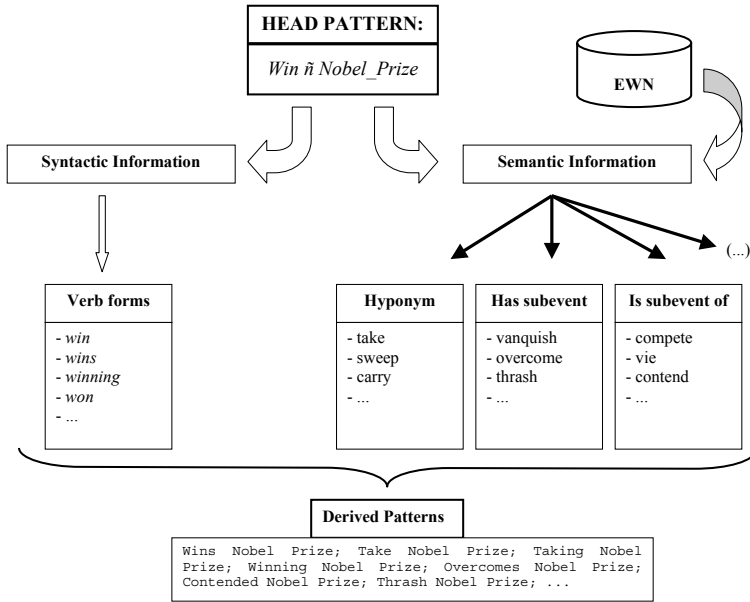 HEAD PATTERN:
Win ñ Nobel_Prize
EWN
Syntactic Information
Semantic Information
(...)
Verb forms
- win
- wins
- winning
- won
- ...
Hyponym
- take
- sweep
- carry
- ...
Has subevent
- vanquish
- overcome
- thrash
- ...
Is subevent of
- compete
- vie
- contend
- ...
Derived Patterns
Wins Nobel Prize; Take Nobel Prize; Taking Nobel
Prize; Winning Nobel Prize; Overcomes Nobel Prize;
Contended Nobel Prize; Thrash Nobel Prize; ...